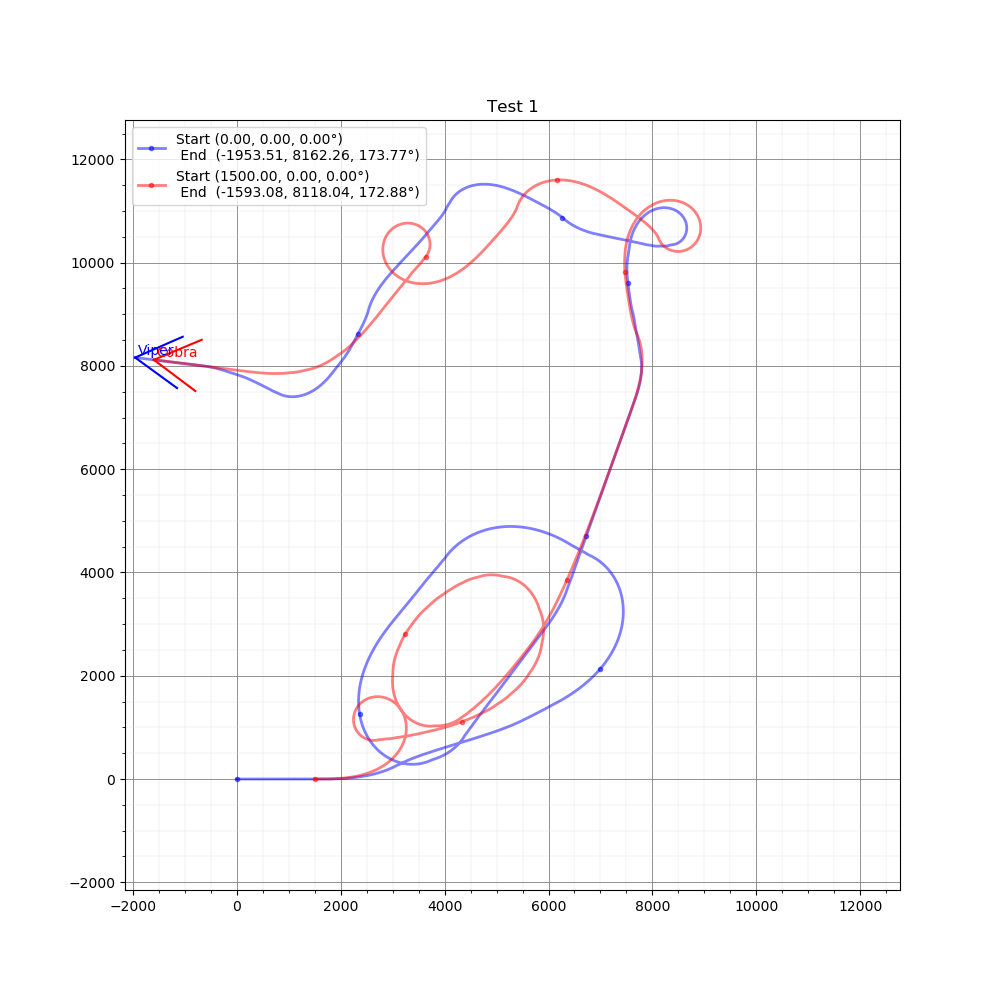 Test 1
Start (0.00, 0.00, 0.00°)
End (-1953.51, 8162.26, 173.77°)
Start (1500.00, 0.00, 0.00°)
End (-1593.08, 8118.04, 172.88°)
12000
10000
8000
6000
4000
2000
0
−2000
Viper
Cobra
−2000 0 2000 4000 6000 8000 10000 12000